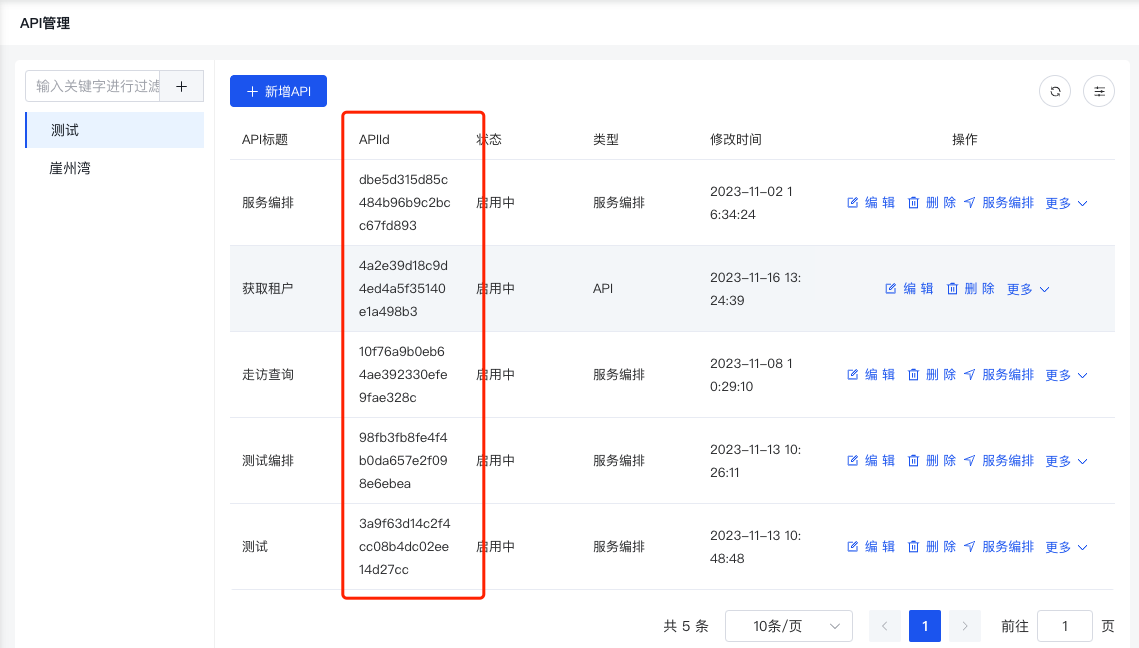 API管理
输入关键字进行过滤
测试
崖州湾
新增API
API标题 APIId 状态 类型 修改时间 操作
服务编排 dbe5d315d85c484b96b9c2bcc67fd893 启用中 服务编排 2023-11-02 16:34:24 编 辑 删 除 服务编排 更多
获取租户 4a2e39d18c9d4ed4a5f35140e1a498b3 启用中 API 2023-11-16 13:24:39 编 辑 删 除 更多
走访查询 10f76a9b0eb64ae392330efe9fae328c 启用中 服务编排 2023-11-08 10:29:10 编 辑 删 除 服务编排 更多
测试编排 98fb3fb8fe4f4b0da657e2f098e6ebea 启用中 服务编排 2023-11-13 10:26:11 编 辑 删 除 服务编排 更多
测试 3a9f63d14c2f4cc08b4dc02ee14d27cc 启用中 服务编排 2023-11-13 10:48:48 编 辑 删 除 服务编排 更多
共 5 条 10条/页 1 前往 1 页